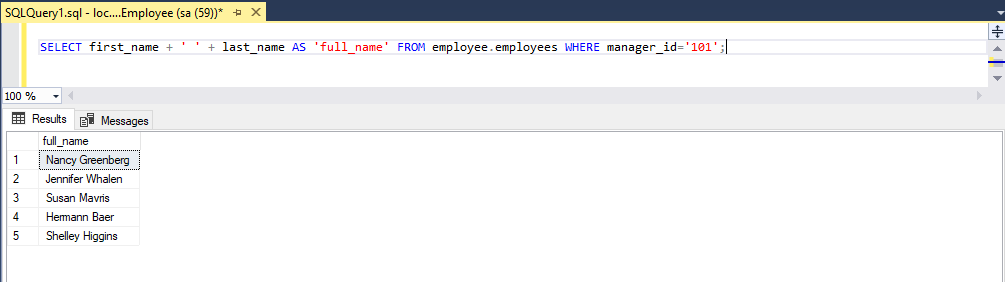 SQLQuery1.sql - loc....Employee (sa (59))*
SELECT first_name + ' ' + last_name AS 'full_name' FROM employee.employees WHERE manager_id='101';
100 %
Results Messages
full_name
1 Nancy Greenberg
2 Jennifer Whalen
3 Susan Mavris
4 Hermann Baer
5 Shelley Higgins